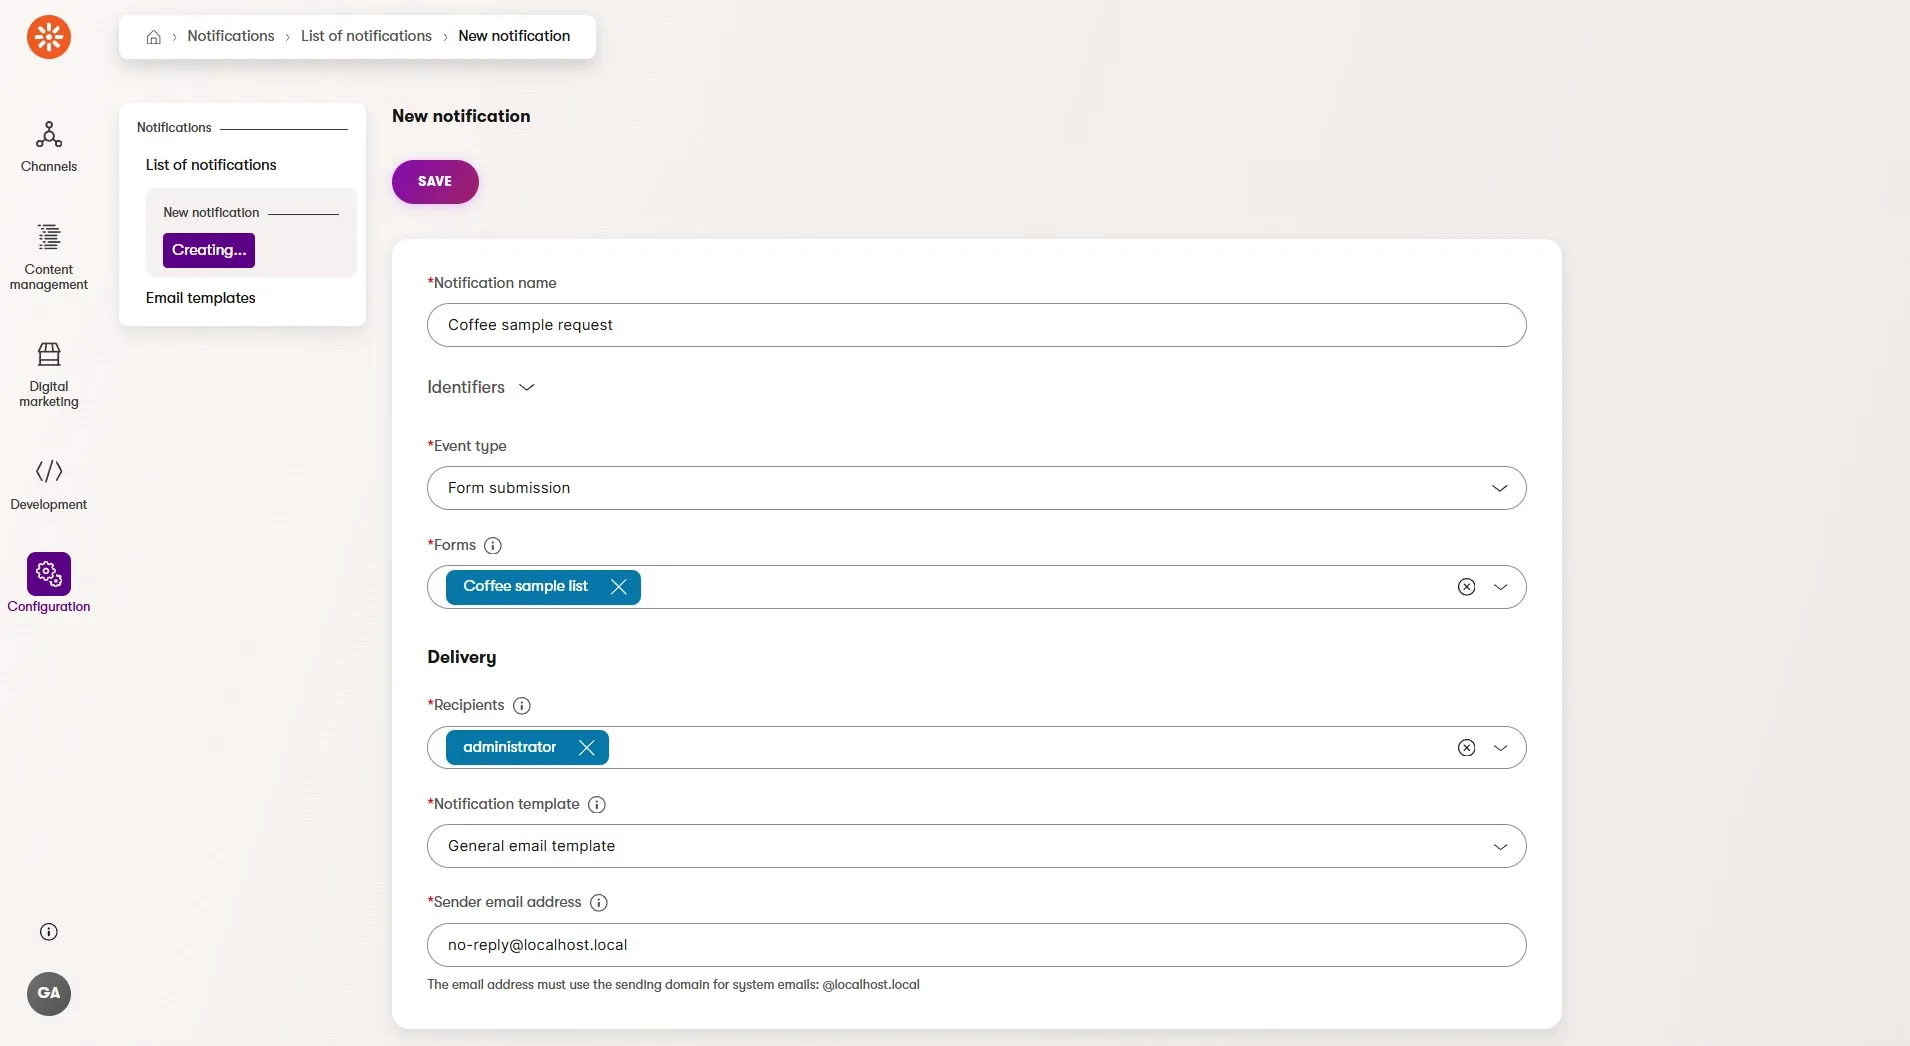 Notifications
List of notifications
New notification
Channels
Content
management
Digital
marketing
Development
Configuration
GA
Notifications
List of notifications
New notification
Creating...
Email templates
New notification
SAVE
*Notification name
Coffee sample request
Identifiers
*Event type
Form submission
*Forms
Coffee sample list
Delivery
*Recipients
administrator
*Notification template
General email template
*Sender email address
no-reply@localhost.local
The email address must use the sending domain for system emails: @localhost.local